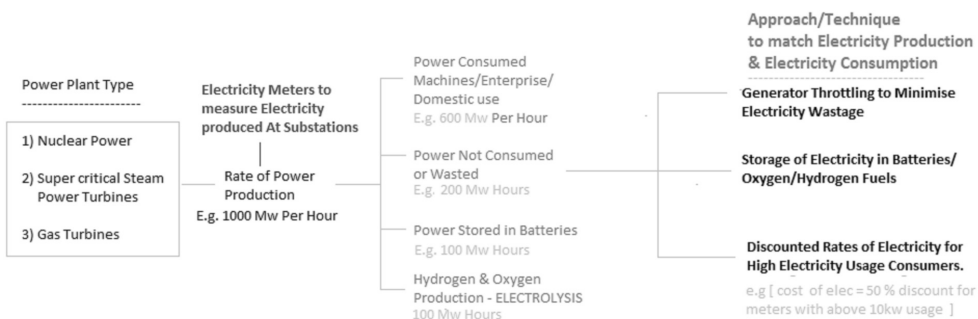 Power Plant Type
-----------------------
1) Nuclear Power
2) Super critical Steam
Power Turbines
3) Gas Turbines
Electricity Meters to
measure Electricity
produced At Substations
Rate of Power
Production
E.g. 1000 Mw Per Hour
Power Consumed
Machines/Enterprise/
Domestic use
E.g. 600 Mw Per Hour
Power Not Consumed
or Wasted
E.g. 200 Mw Hours
Power Stored in Batteries
E.g. 100 Mw Hours
Hydrogen & Oxygen
Production - ELECTROLYSIS
100 Mw Hours
Approach/Technique
to match Electricity Production
& Electricity Consumption
-----------------------------------
Generator Throttling to Minimise
Electricity Wastage
Storage of Electricity in Batteries/
Oxygen/Hydrogen Fuels
Discounted Rates of Electricity for
High Electricity Usage Consumers.
e.g [ cost of elec = 50 % discount for
meters with above 10kw usage ]